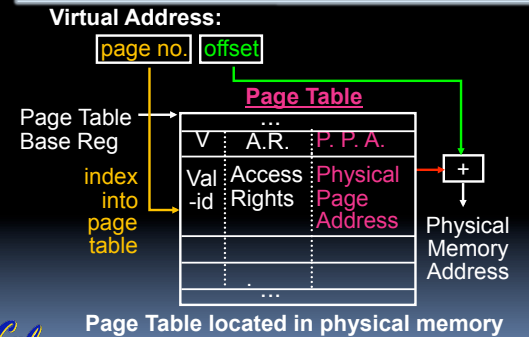 Virtual Address:
page no. offset
Page Table
Page Table
Base Reg
...
V A.R. P. P. A.
index
into
page
table
Val
-id
Access
Rights
Physical
Page
Address
+
Physical
Memory
Address
...
Page Table located in physical memory